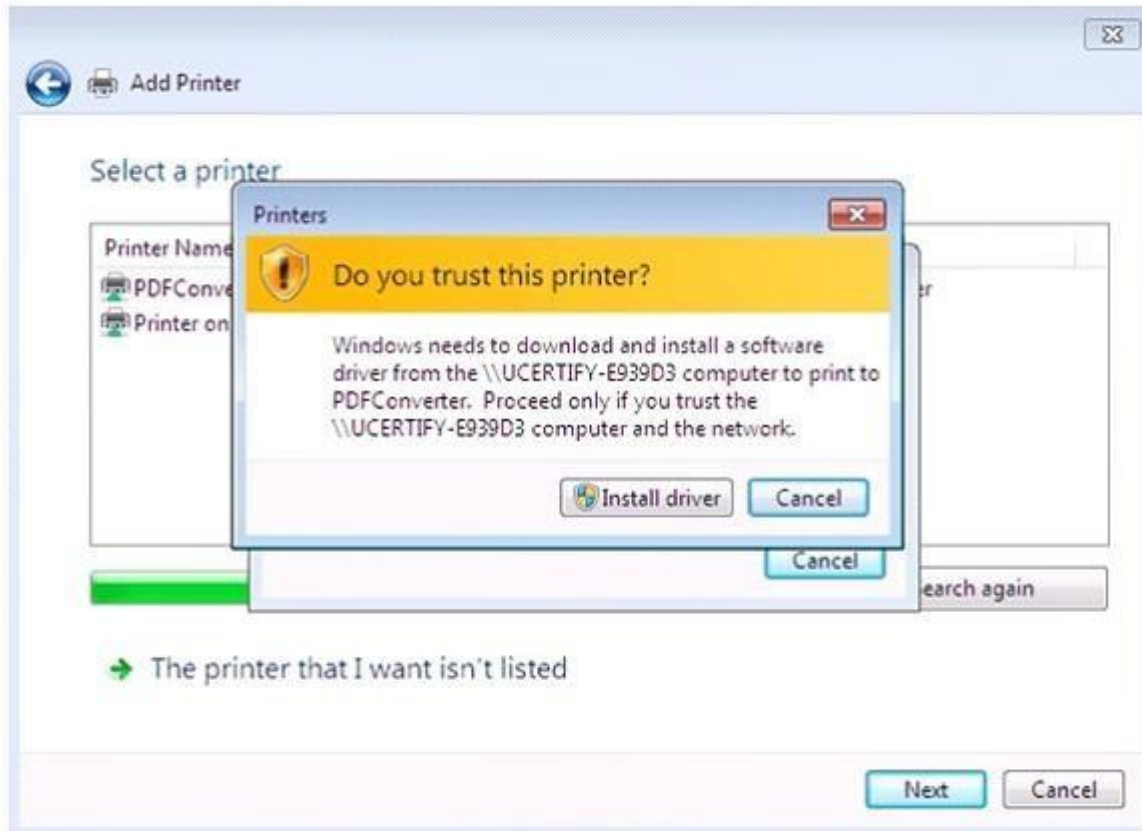 Add Printer
Select a printer
Printers
Printer Name
Do you trust this printer?
PDFConve
er
Printer on
Windows needs to download and install a software
driver from the \\UCERTIFY-E939D3 computer to print to
PDFConverter. Proceed only if you trust the
\\UCERTIFY-E939D3 computer and the network.
Install driver
Cancel
Cancel
earch again
The printer that I want isn't listed
Next
Cancel